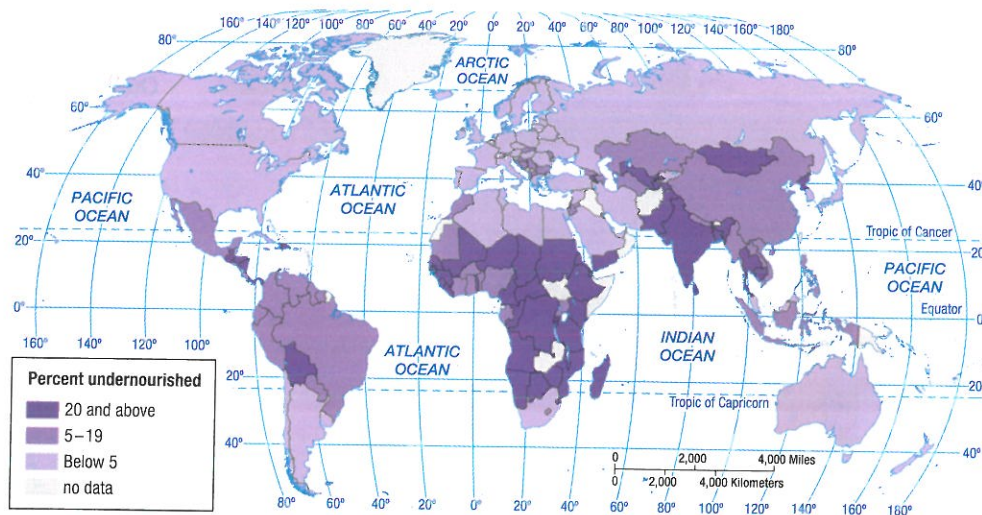 160° 140° 120° 100° 80° 60° 40° 20° 0° 20° 40° 60° 80° 100° 120° 140° 160°
80° 80°
ARCTIC
OCEAN
60° 60°
40° 40°
PACIFIC
OCEAN
ATLANTIC
OCEAN
20° 20°
Tropic of Cancer
PACIFIC
OCEAN
0° 0°
Equator
160° 140° 120° 100°
INDIAN
OCEAN
ATLANTIC
OCEAN
20° 20°
Tropic of Capricorn
40° 40°
Percent undernourished
20 and above
5–19
Below 5
no data
0 2,000 4,000 Miles
0 2,000 4,000 Kilometers
80° 60° 40° 20° 0° 20° 40° 60° 80° 100° 120° 140° 160° 180°